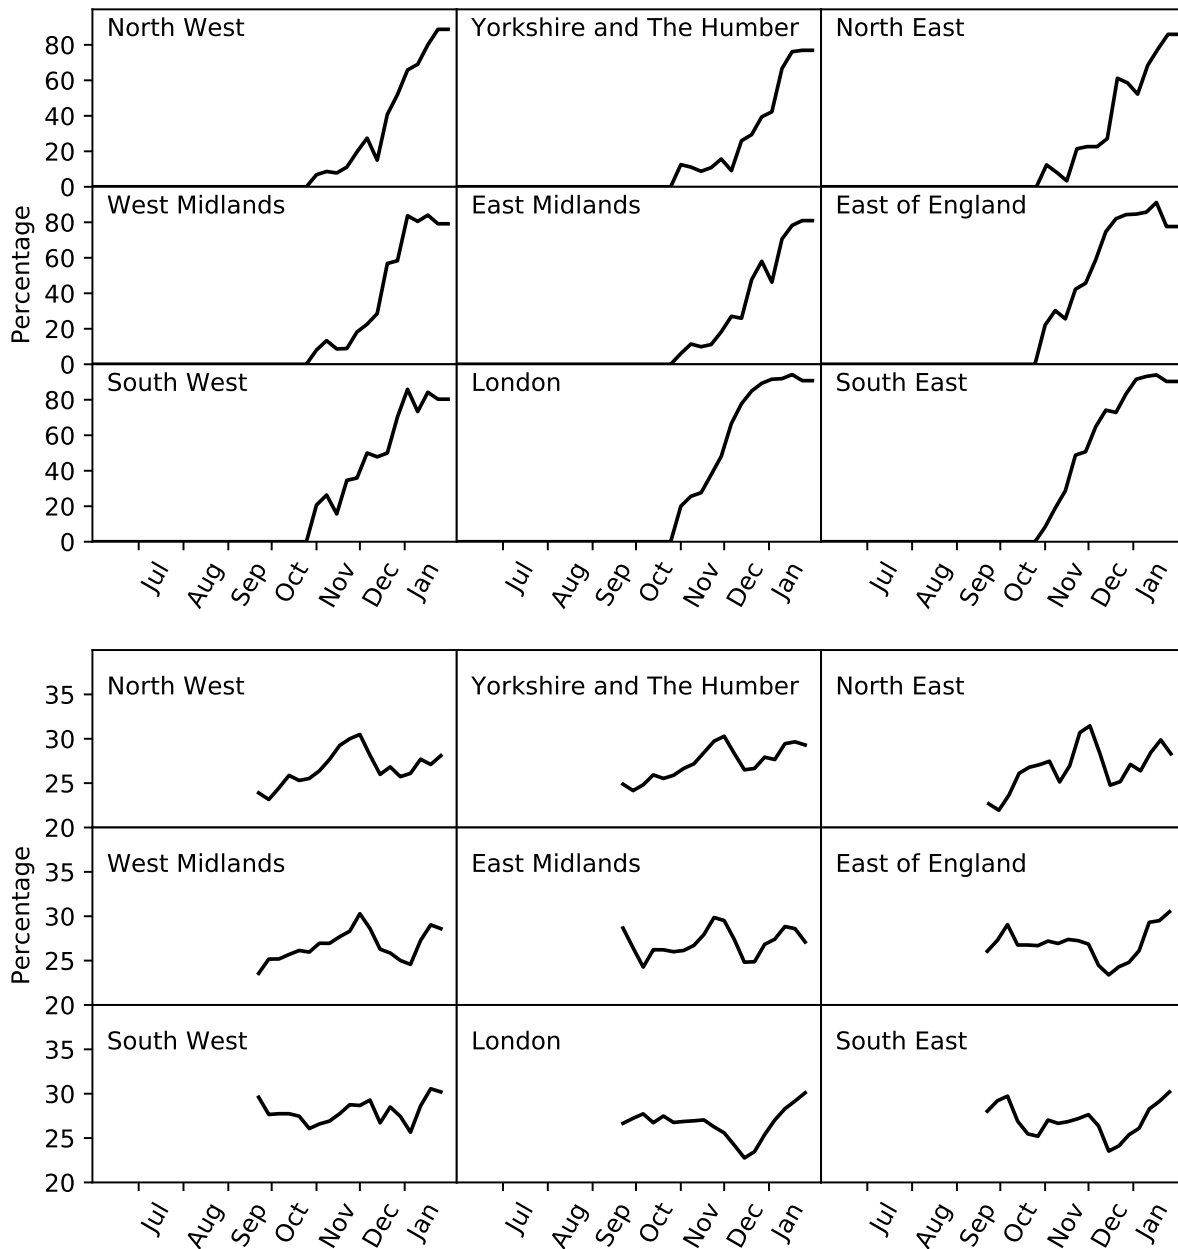 North West Yorkshire and The Humber North East
80
60
40
20
0
West Midlands East Midlands East of England
80
60
40
20
0
South West London South East
80
60
40
20
0
Percentage
Jul Aug Sep Oct Nov Dec Jan Jul Aug Sep Oct Nov Dec Jan Jul Aug Sep Oct Nov Dec Jan
North West Yorkshire and The Humber North East
35
30
25
20
West Midlands East Midlands East of England
35
30
25
20
South West London South East
35
30
25
20
Percentage
Jul Aug Sep Oct Nov Dec Jan Jul Aug Sep Oct Nov Dec Jan Jul Aug Sep Oct Nov Dec Jan